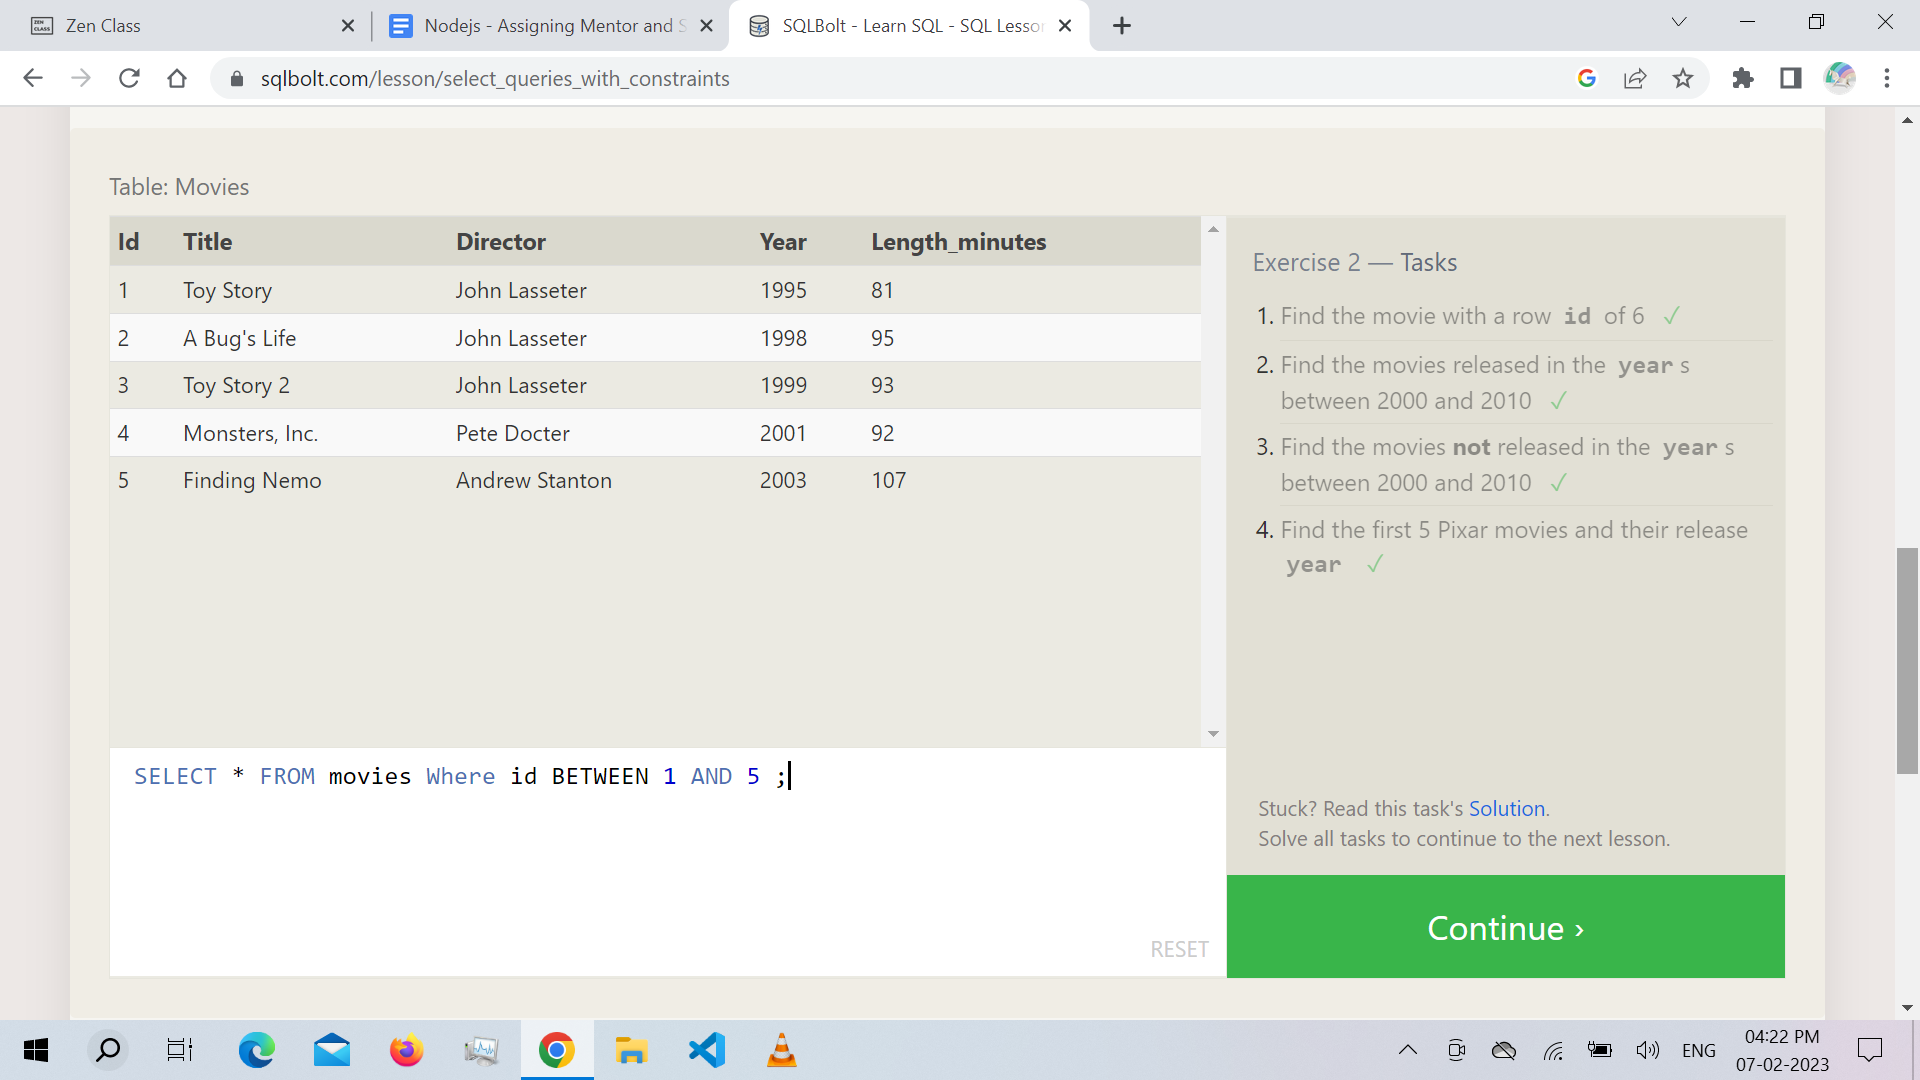 ZEN CLASS
Zen Class
Nodejs - Assigning Mentor and S
SQLBolt - Learn SQL - SQL Lesson
sqlbolt.com/lesson/select_queries_with_constraints
Table: Movies
Id Title Director Year Length_minutes
1 Toy Story John Lasseter 1995 81
2 A Bug's Life John Lasseter 1998 95
3 Toy Story 2 John Lasseter 1999 93
4 Monsters, Inc. Pete Docter 2001 92
5 Finding Nemo Andrew Stanton 2003 107
SELECT * FROM movies Where id BETWEEN 1 AND 5 ;
RESET
Exercise 2 — Tasks
1. Find the movie with a row id of 6 ✓
2. Find the movies released in the year s
between 2000 and 2010 ✓
3. Find the movies not released in the year s
between 2000 and 2010 ✓
4. Find the first 5 Pixar movies and their release
year ✓
Stuck? Read this task's Solution.
Solve all tasks to continue to the next lesson.
Continue ›
ENG
04:22 PM
07-02-2023